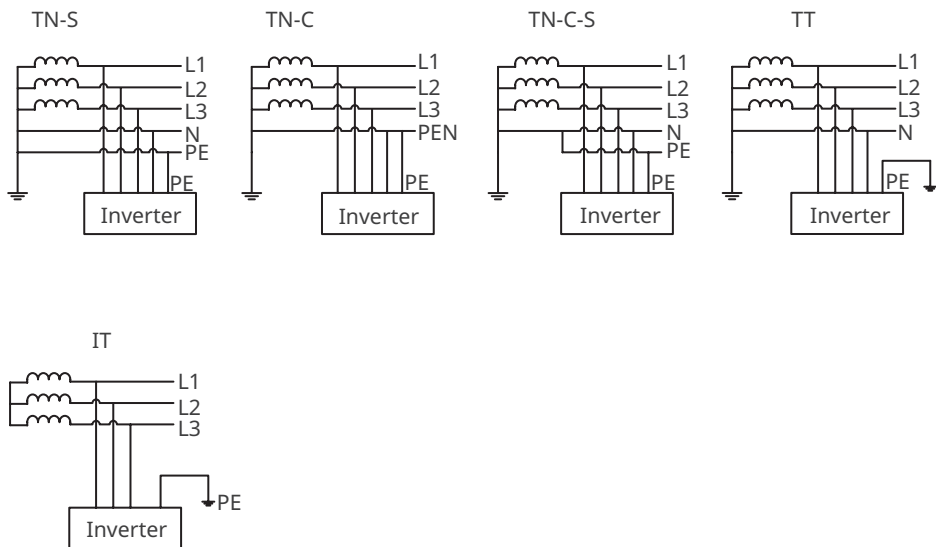 TN-S
L1
L2
L3
N
PE
PE
Inverter
TN-C
L1
L2
L3
PEN
PE
Inverter
TN-C-S
L1
L2
L3
N
PE
PE
Inverter
TT
L1
L2
L3
N
PE
Inverter
IT
L1
L2
L3
PE
Inverter